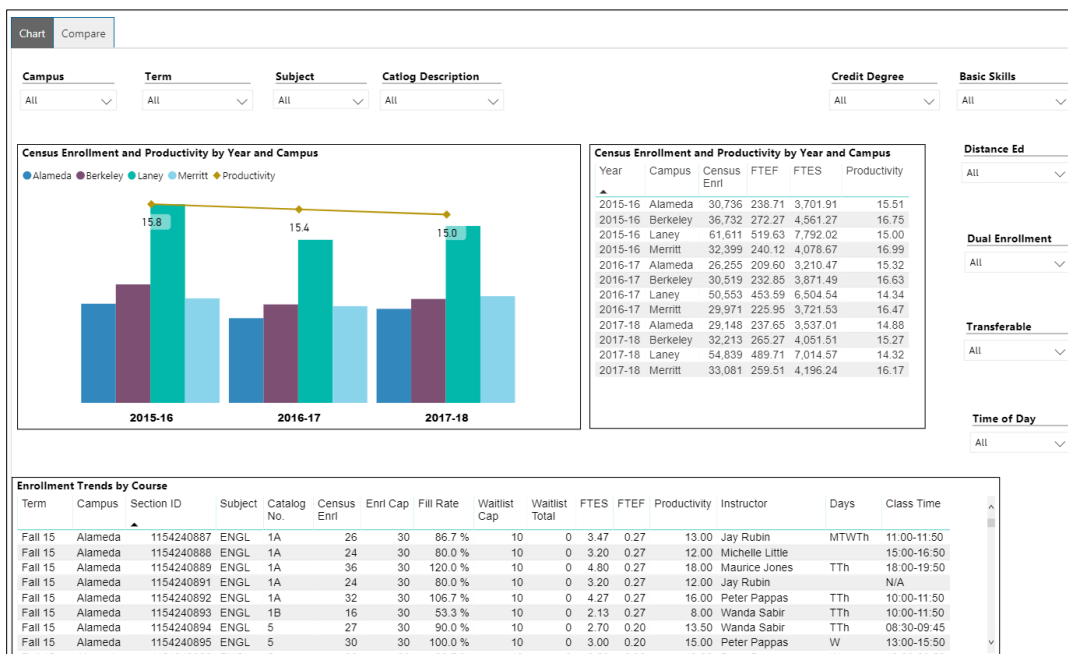 Chart Compare
Campus Term Subject Catlog Description Credit Degree Basic Skills
All All All All All All
Distance Ed
All
Dual Enrollment
All
Transferable
All
Time of Day
All
Census Enrollment and Productivity by Year and Campus
Alameda Berkeley Laney Merritt Productivity
15.8 15.4 15.0
2015-16 2016-17 2017-18
Census Enrollment and Productivity by Year and Campus
Year Campus Census Enrl FTEF FTES Productivity
2015-16 Alameda 30,736 238.71 3,701.91 15.51
2015-16 Berkeley 36,732 272.27 4,561.27 16.75
2015-16 Laney 61,611 519.63 7,792.02 15.00
2015-16 Merritt 32,399 240.12 4,078.67 16.99
2016-17 Alameda 26,255 209.60 3,210.47 15.32
2016-17 Berkeley 30,519 232.85 3,871.49 16.63
2016-17 Laney 50,553 453.59 6,504.54 14.34
2016-17 Merritt 29,971 225.95 3,721.53 16.47
2017-18 Alameda 29,148 237.65 3,537.01 14.88
2017-18 Berkeley 32,213 265.27 4,051.51 15.27
2017-18 Laney 54,839 489.71 7,014.57 14.32
2017-18 Merritt 33,081 259.51 4,196.24 16.17
Enrollment Trends by Course
Term Campus Section ID Subject Catalog No. Census Enrl Enrl Cap Fill Rate Waitlist Cap Waitlist Total FTES FTEF Productivity Instructor Days Class Time
Fall 15 Alameda 1154240887 ENGL 1A 26 30 86.7 % 10 0 3.47 0.27 13.00 Jay Rubin MTWTh 11:00-11:50
Fall 15 Alameda 1154240888 ENGL 1A 24 30 80.0 % 10 0 3.20 0.27 12.00 Michelle Little 15:00-16:50
Fall 15 Alameda 1154240889 ENGL 1A 36 30 120.0 % 10 0 4.80 0.27 18.00 Maurice Jones TTh 18:00-19:50
Fall 15 Alameda 1154240891 ENGL 1A 24 30 80.0 % 10 0 3.20 0.27 12.00 Jay Rubin N/A
Fall 15 Alameda 1154240892 ENGL 1A 32 30 106.7 % 10 0 4.27 0.27 16.00 Peter Pappas TTh 10:00-11:50
Fall 15 Alameda 1154240893 ENGL 1B 16 30 53.3 % 10 0 2.13 0.27 8.00 Wanda Sabir TTh 10:00-11:50
Fall 15 Alameda 1154240894 ENGL 5 27 30 90.0 % 10 0 2.70 0.20 13.50 Wanda Sabir TTh 08:30-09:45
Fall 15 Alameda 1154240895 ENGL 5 30 30 100.0 % 10 0 3.00 0.20 15.00 Peter Pappas W 13:00-15:50